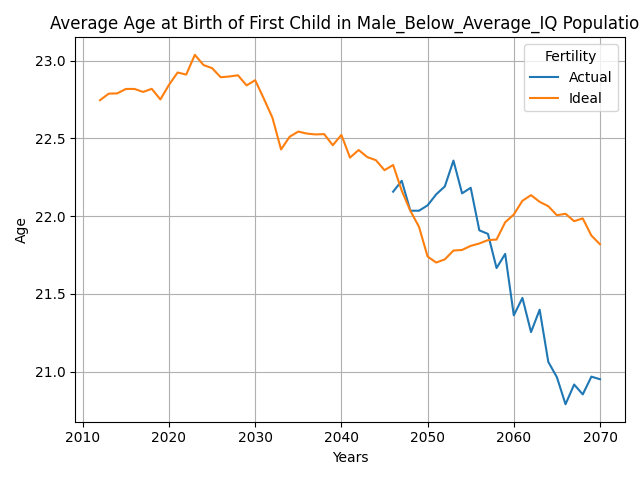 Average Age at Birth of First Child in Male_Below_Average_IQ Populatio
Fertility
Actual
Ideal
23.0
22.5
22.0
21.5
21.0
Age
2010 2020 2030 2040 2050 2060 2070
Years